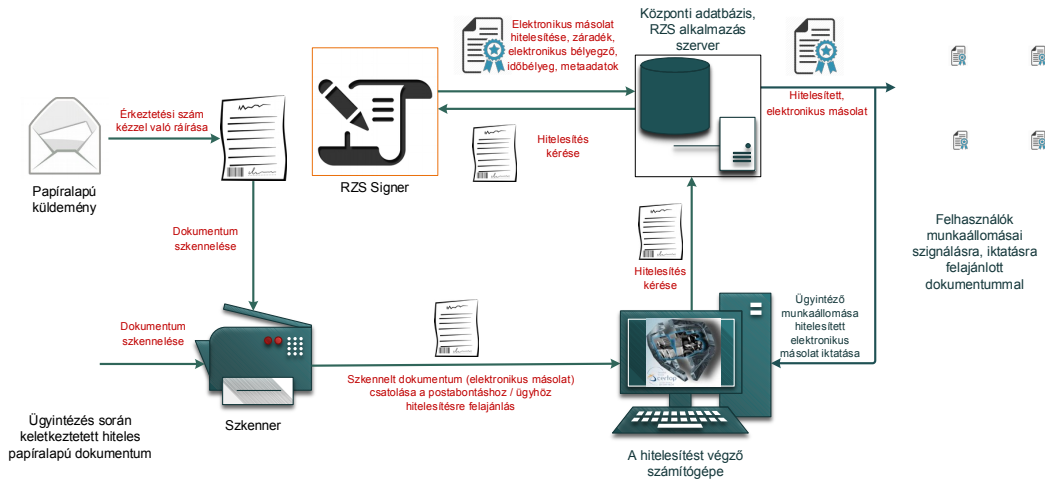 Központi adatbázis,
RZS alkalmazás
szerver
Elektronikus másolat
hitelesítése, záradék,
elektronikus bélyegző,
időbélyeg, metaadatok
Érkeztetési szám
kézzel való ráírása
Hitelesített,
elektronikus másolat
Hitelesítés
kérése
Papíralapú
küldemény
RZS Signer
Dokumentum
szkennelése
Hitelesítés
kérése
Felhasználók
munkaállomásai
szignálásra, iktatásra
felajánlott
dokumentummal
Dokumentum
szkennelése
Ügyintéző
munkaállomása
hitelesített
elektronikus
másolat iktatása
Szkennelt dokumentum (elektronikus másolat)
csatolása a postabontáshoz / ügyhöz
hitelesítésre felajánlás
Ügyintézés során
keletkeztetett hiteles
papíralapú dokumentum
Szkenner
A hitelesítést végző
számítógépe